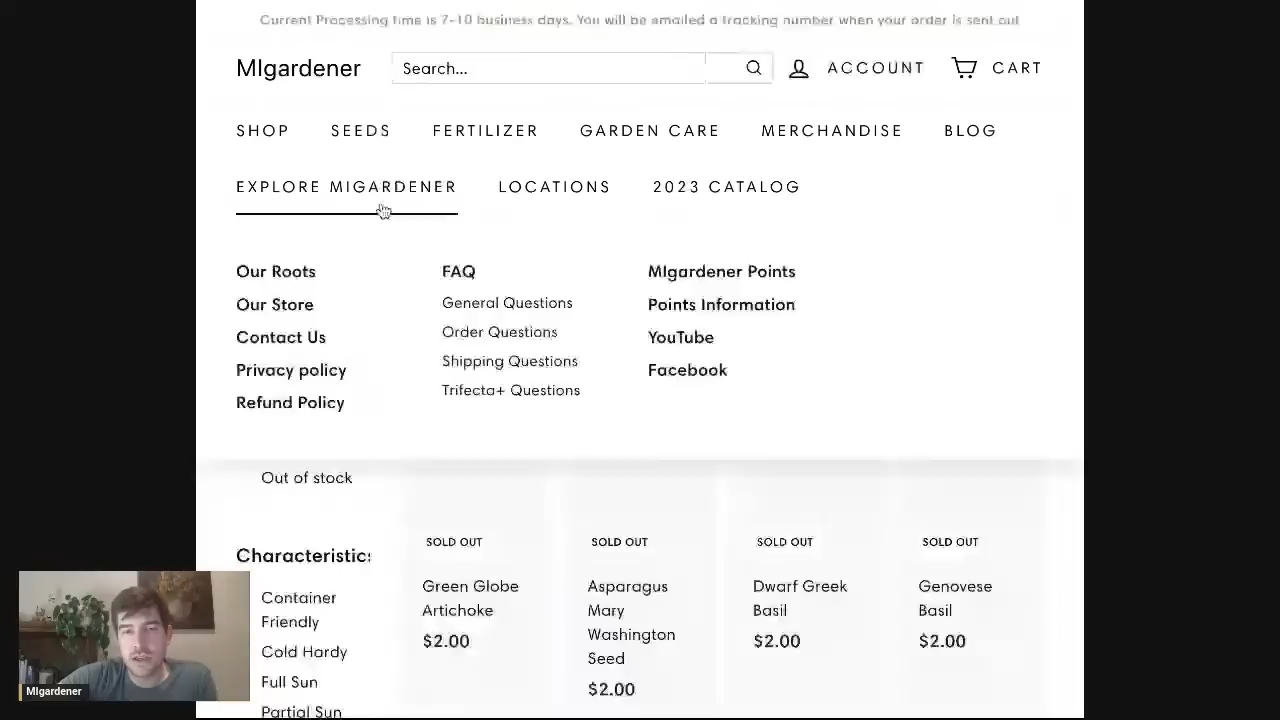 Current Processing time is 7-10 business days. You will be emailed a tracking number when your order is sent out
MIgardener
Search...
ACCOUNT
CART
SHOP
SEEDS
FERTILIZER
GARDEN CARE
MERCHANDISE
BLOG
EXPLORE MIGARDENER
LOCATIONS
2023 CATALOG
Our Roots
Our Store
Contact Us
Privacy policy
Refund Policy
FAQ
General Questions
Order Questions
Shipping Questions
Trifecta+ Questions
MIgardener Points
Points Information
YouTube
Facebook
Out of stock
Characteristics
Container
Friendly
Cold Hardy
Full Sun
Partial Sun
SOLD OUT
Green Globe
Artichoke
$2.00
SOLD OUT
Asparagus
Mary
Washington
Seed
$2.00
SOLD OUT
Dwarf Greek
Basil
$2.00
SOLD OUT
Genovese
Basil
$2.00
MIgardener